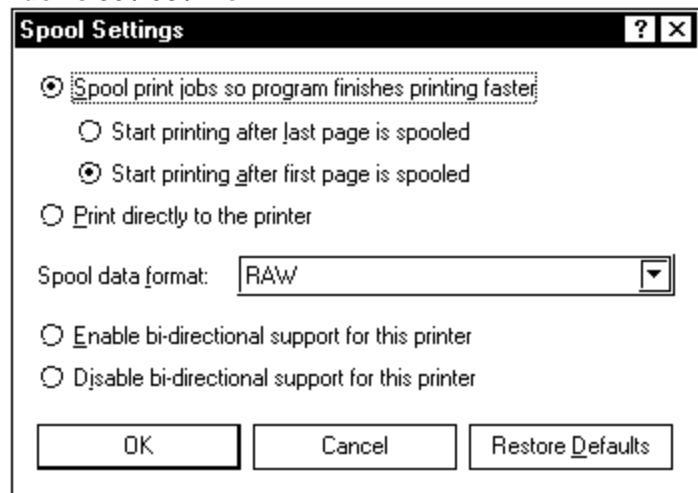 Spool Settings ? X
Spool print jobs so program finishes printing faster
Start printing after last page is spooled
Start printing after first page is spooled
Print directly to the printer
Spool data format: RAW
Enable bi-directional support for this printer
Disable bi-directional support for this printer
OK Cancel Restore Defaults